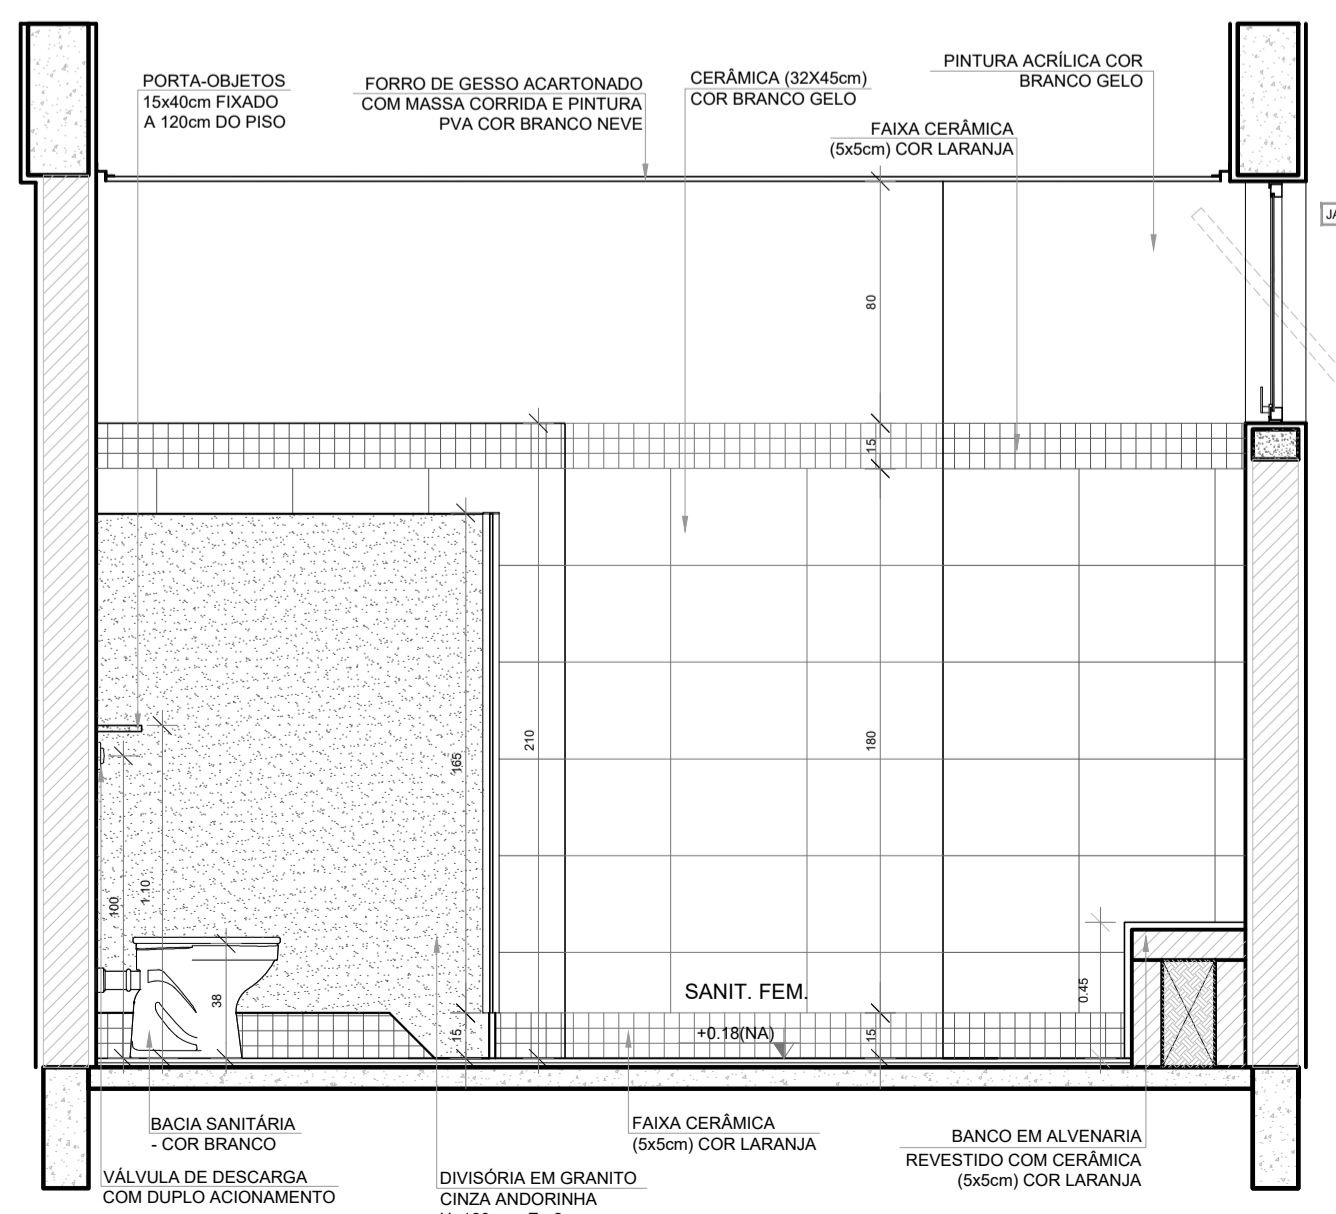 PORTA-OBJETOS
15x40cm FIXADO
A 120cm DO PISO
FORRO DE GESSO ACARTONADO
COM MASSA CORRIDA E PINTURA
PVA COR BRANCO NEVE
CERÂMICA (32X45cm)
COR BRANCO GELO
PINTURA ACRÍLICA COR
BRANCO GELO
FAIXA CERÂMICA
(5x5cm) COR LARANJA
JA
80
15
210
180
165
100
1.10
38
15
15
0.45
SANIT. FEM.
+0.18(NA)
BACIA SANITÁRIA
- COR BRANCO
VÁLVULA DE DESCARGA
COM DUPLO ACIONAMENTO
DIVISÓRIA EM GRANITO
CINZA ANDORINHA
FAIXA CERÂMICA
(5x5cm) COR LARANJA
BANCO EM ALVENARIA
REVESTIDO COM CERÂMICA
(5x5cm) COR LARANJA